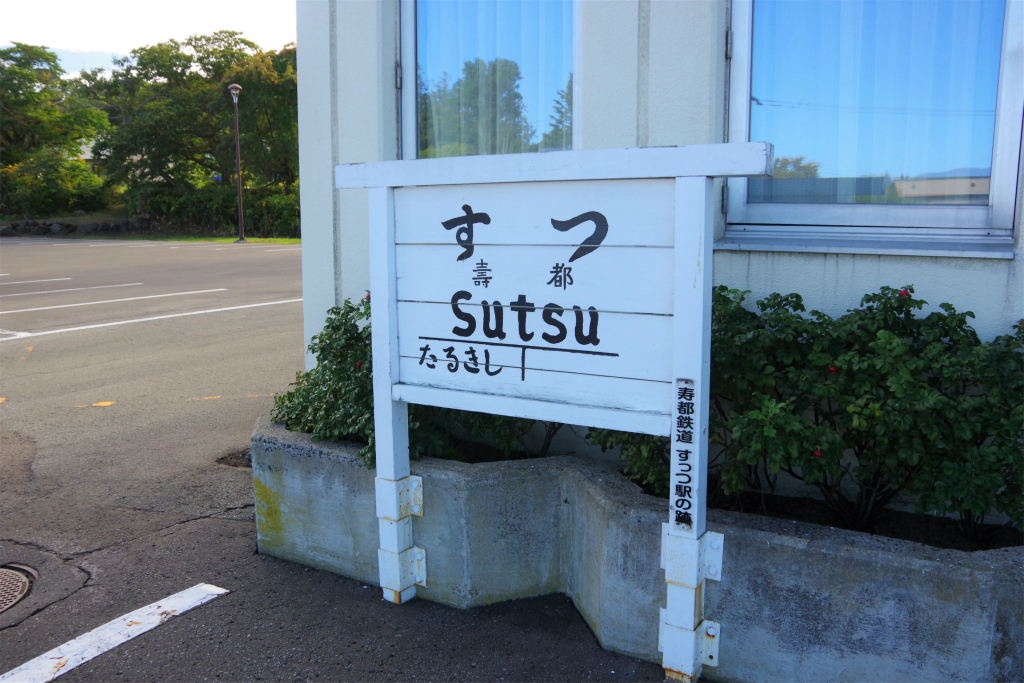 すつ
壽都
Sutsu
たるきし
寿都鉄道 すっつ駅の跡